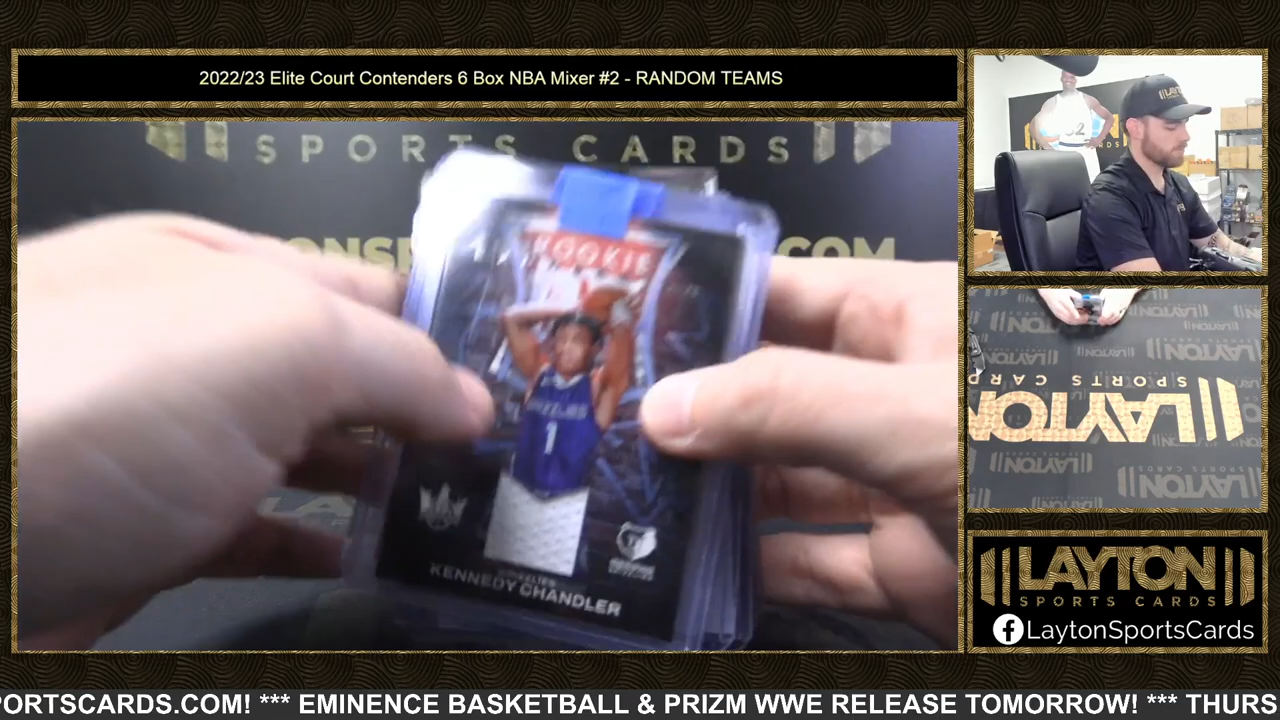 2022/23 Elite Court Contenders 6 Box NBA Mixer #2 - RANDOM TEAMS
SPORTS CARDS
ROOKIE
1
KENNEDY CHANDLER
LAYTON
SPORTS CARDS
LAYTON
SPORTS CARDS
LaytonSportsCards
PORTSCARDS.COM! *** EMINENCE BASKETBALL & PRIZM WWE RELEASE TOMORROW! *** THURS